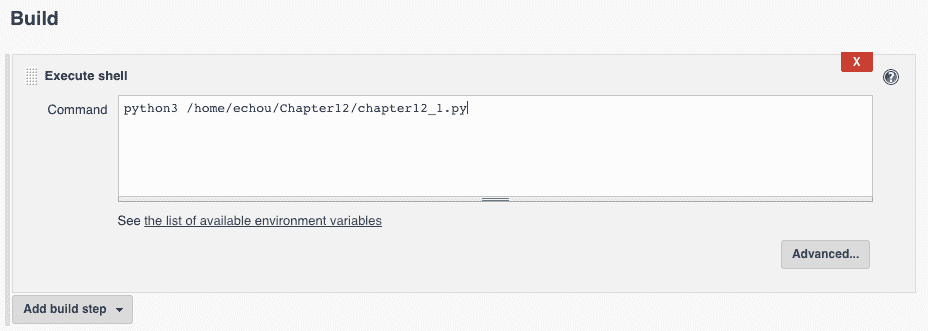 Build
X
Execute shell
?
Command
python3 /home/echou/Chapter12/chapter12_1.py
See the list of available environment variables
Advanced...
Add build step